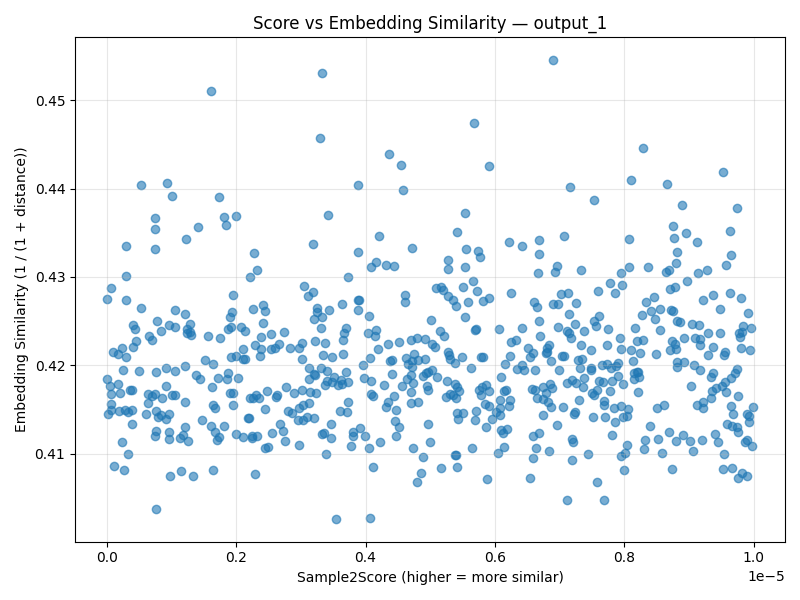 Score vs Embedding Similarity — output_1
Embedding Similarity (1 / (1 + distance))
0.45
0.44
0.43
0.42
0.41
0.0
0.2
0.4
0.6
0.8
1.0
1e−5
Sample2Score (higher = more similar)